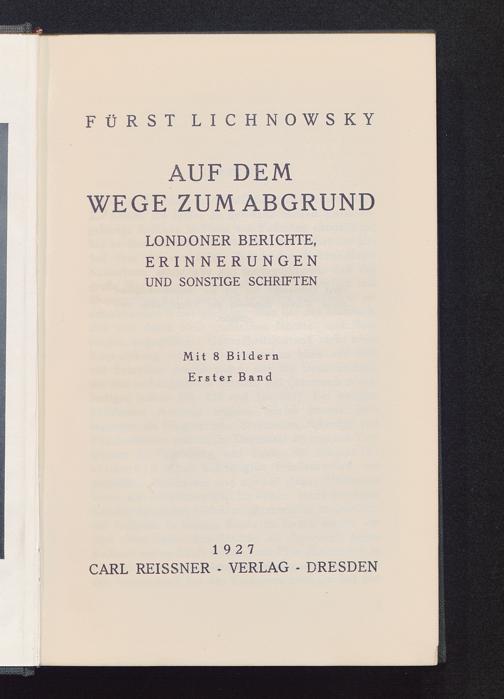 FÜRST LICHNOWSKY
AUF DEM
WEGE ZUM ABGRUND
LONDONER BERICHTE,
ERINNERUNGEN
UND SONSTIGE SCHRIFTEN
Mit 8 Bildern
Erster Band
1927
CARL REISSNER - VERLAG - DRESDEN